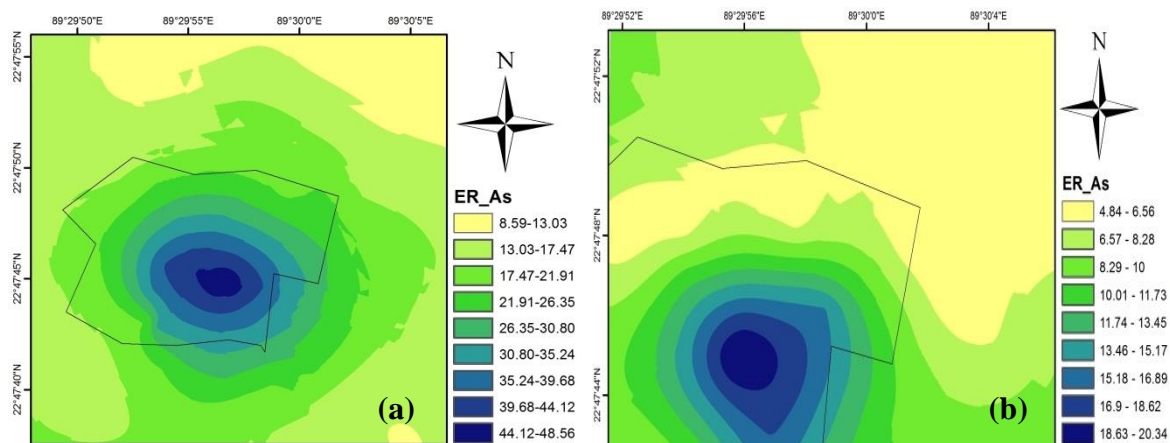 89°29'50"E 89°29'55"E 89°30'0"E 89°30'5"E
22°47'55"N
22°47'50"N
22°47'45"N
22°47'40"N
N
ER_As
8.59-13.03
13.03-17.47
17.47-21.91
21.91-26.35
26.35-30.80
30.80-35.24
35.24-39.68
39.68-44.12
44.12-48.56
(a)
89°29'52"E 89°29'56"E 89°30'0"E 89°30'4"E
22°47'52"N
22°47'48"N
22°47'44"N
N
ER_As
4.84 - 6.56
6.57 - 8.28
8.29 - 10
10.01 - 11.73
11.74 - 13.45
13.46 - 15.17
15.18 - 16.89
16.9 - 18.62
18.63 - 20.34
(b)